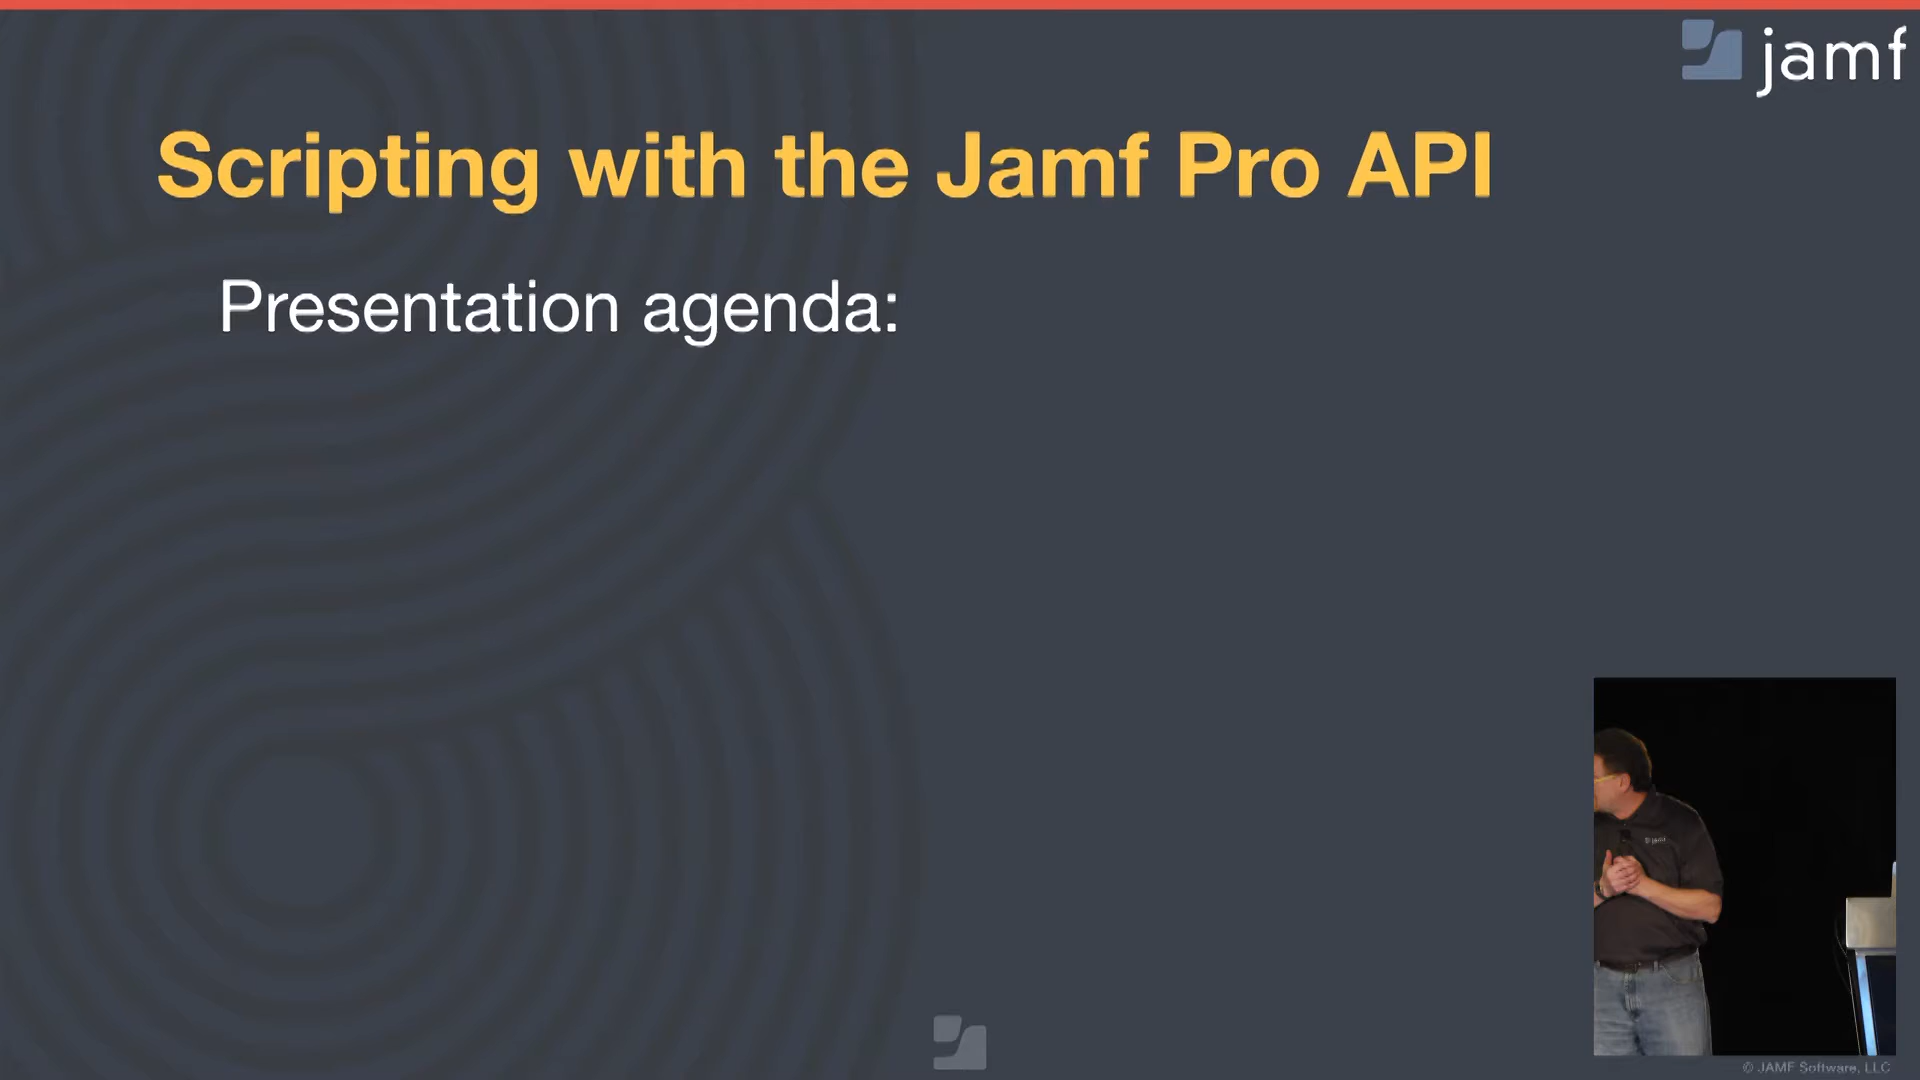 jamf
Scripting with the Jamf Pro API
Presentation agenda:
© JAMF Software, LLC